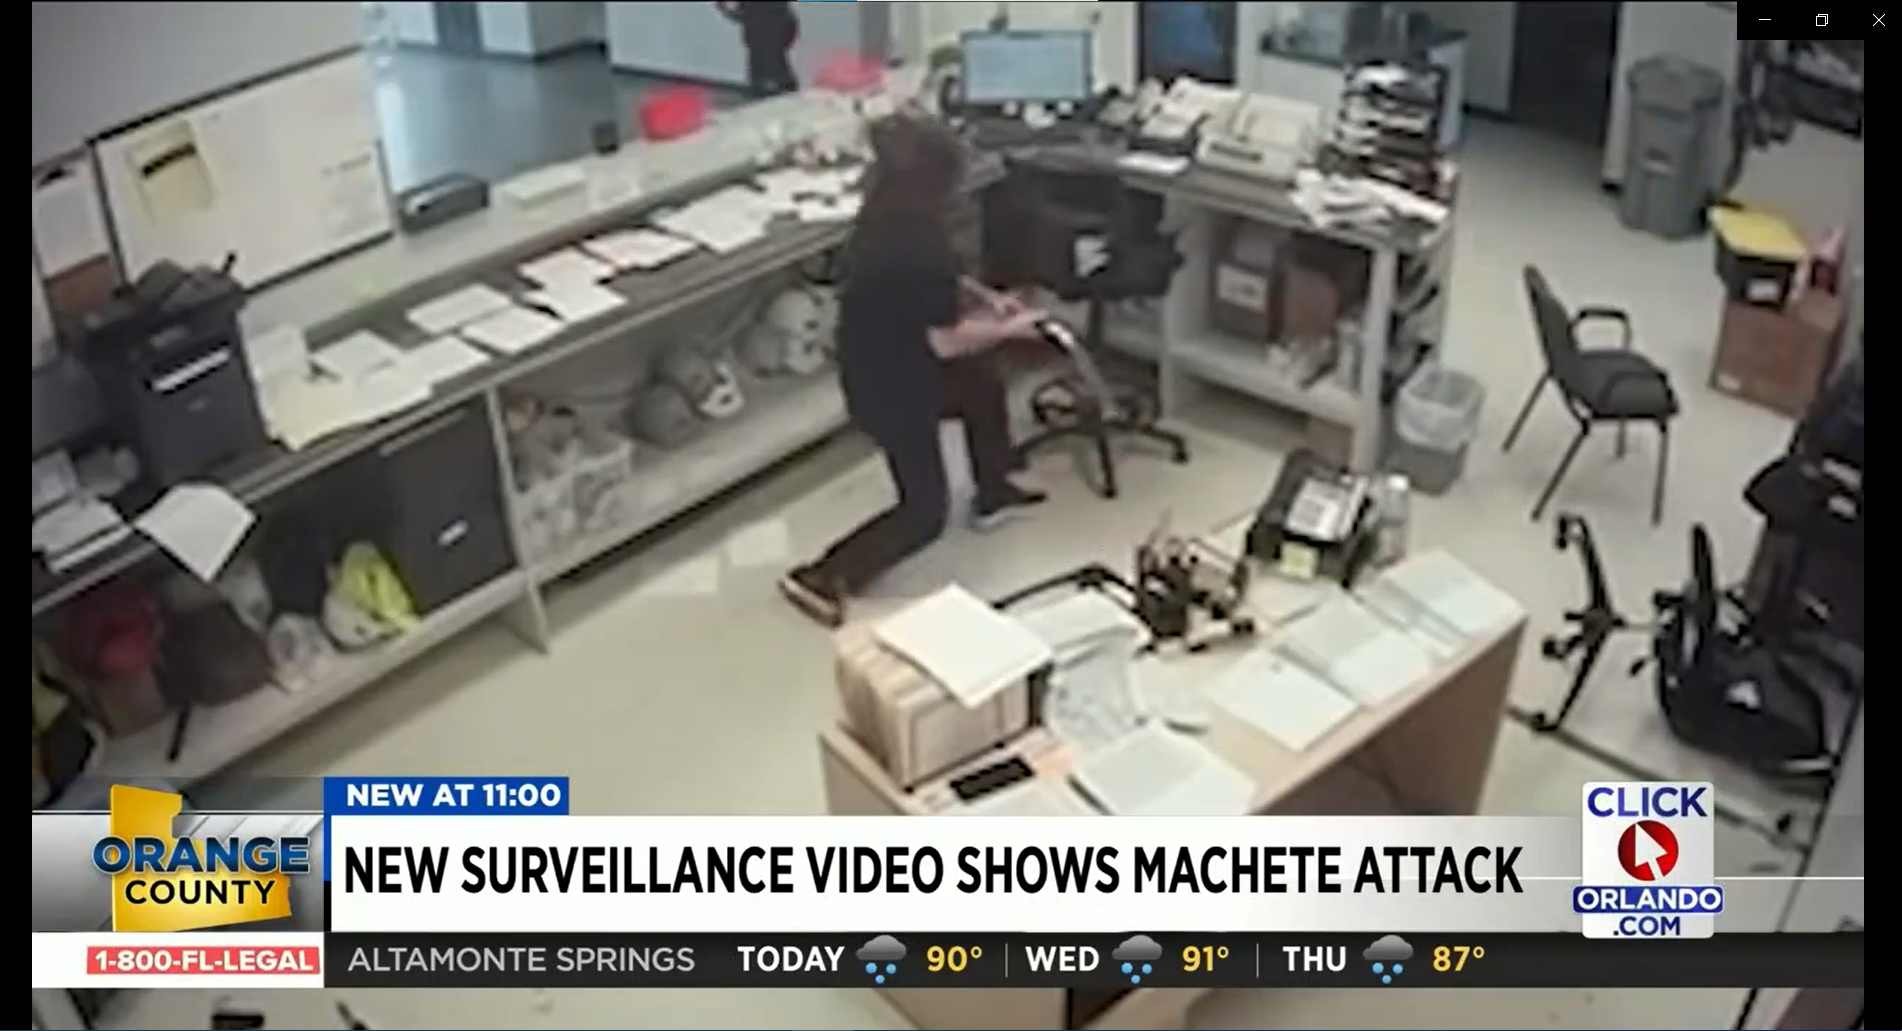 NEW AT 11:00
ORANGE
COUNTY
NEW SURVEILLANCE VIDEO SHOWS MACHETE ATTACK
CLICK
ORLANDO
.COM
1-800-FL-LEGAL
ALTAMONTE SPRINGS TODAY 90° WED 91° THU 87°